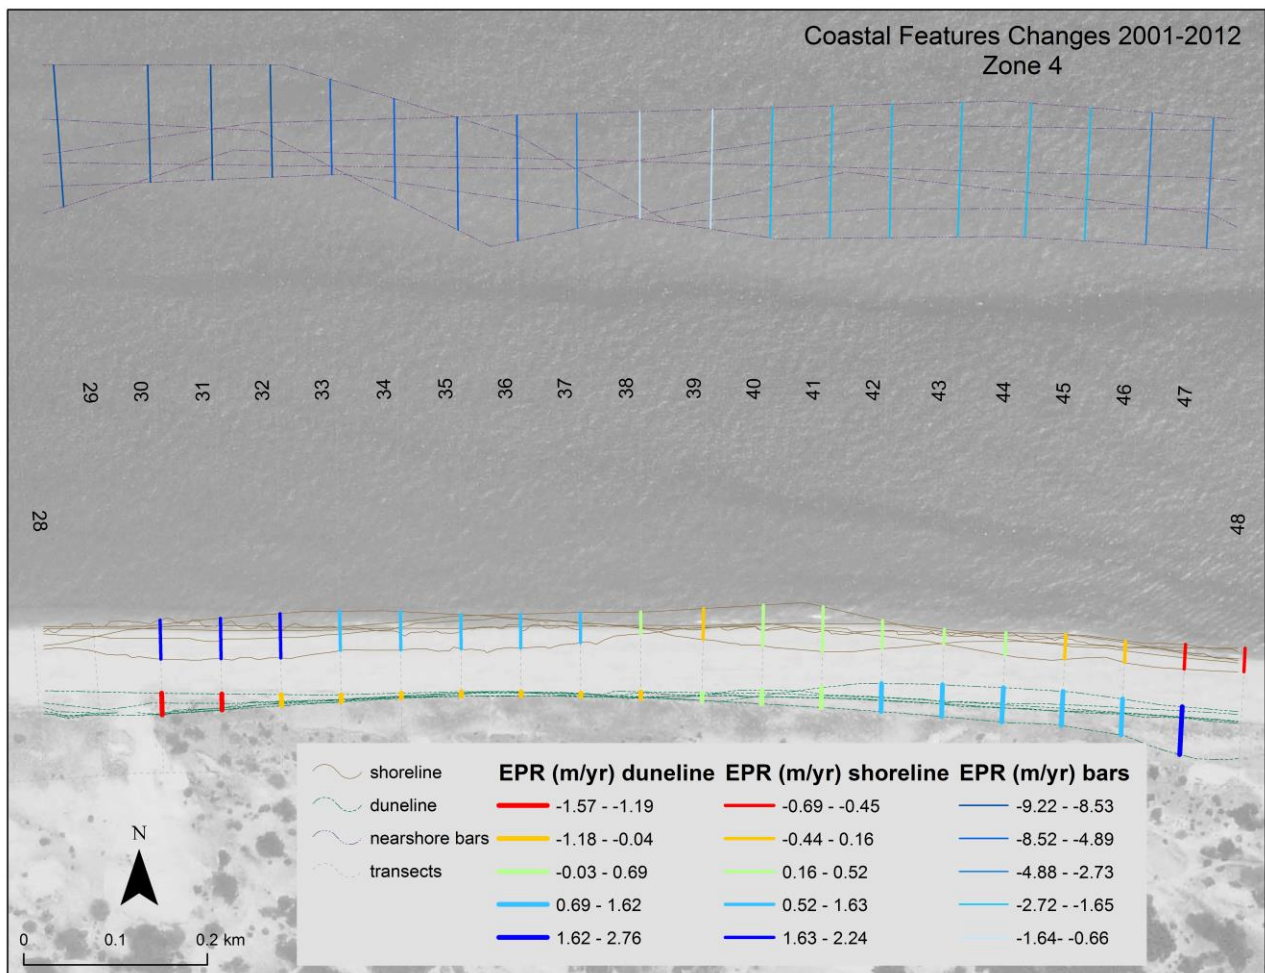 Coastal Features Changes 2001-2012
Zone 4
28
29
30
31
32
33
34
35
36
37
38
39
40
41
42
43
44
45
46
47
48
shoreline
duneline
nearshore bars
transects
EPR (m/yr) duneline
-1.57 - -1.19
-1.18 - -0.04
-0.03 - 0.69
0.69 - 1.62
1.62 - 2.76
EPR (m/yr) shoreline
-0.69 - -0.45
-0.44 - 0.16
0.16 - 0.52
0.52 - 1.63
1.63 - 2.24
EPR (m/yr) bars
-9.22 - -8.53
-8.52 - -4.89
-4.88 - -2.73
-2.72 - -1.65
-1.64- -0.66
N
0 0.1 0.2 km